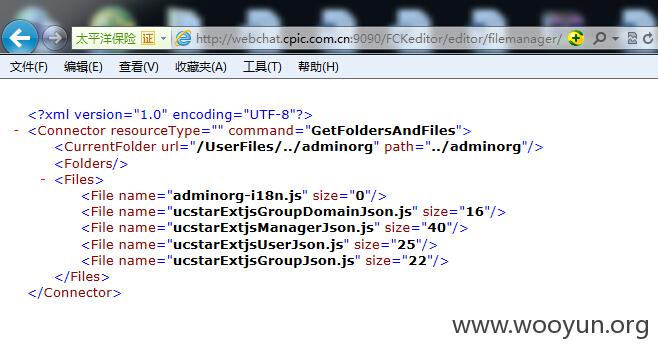 太平洋保险 证 http://webchat.cpic.com.cn:9090/FCKeditor/editor/filemanager/
文件(F) 编辑(E) 查看(V) 收藏夹(A) 工具(T) 帮助(H)
<?xml version="1.0" encoding="UTF-8"?>
- <Connector resourceType="" command="GetFoldersAndFiles">
<CurrentFolder url="/UserFiles/../adminorg" path="../adminorg"/>
<Folders/>
- <Files>
<File name="adminorg-i18n.js" size="0"/>
<File name="ucstarExtjsGroupDomainJson.js" size="16"/>
<File name="ucstarExtjsManagerJson.js" size="40"/>
<File name="ucstarExtjsUserJson.js" size="25"/>
<File name="ucstarExtjsGroupJson.js" size="22"/>
</Files>
</Connector>
www.wooyun.org